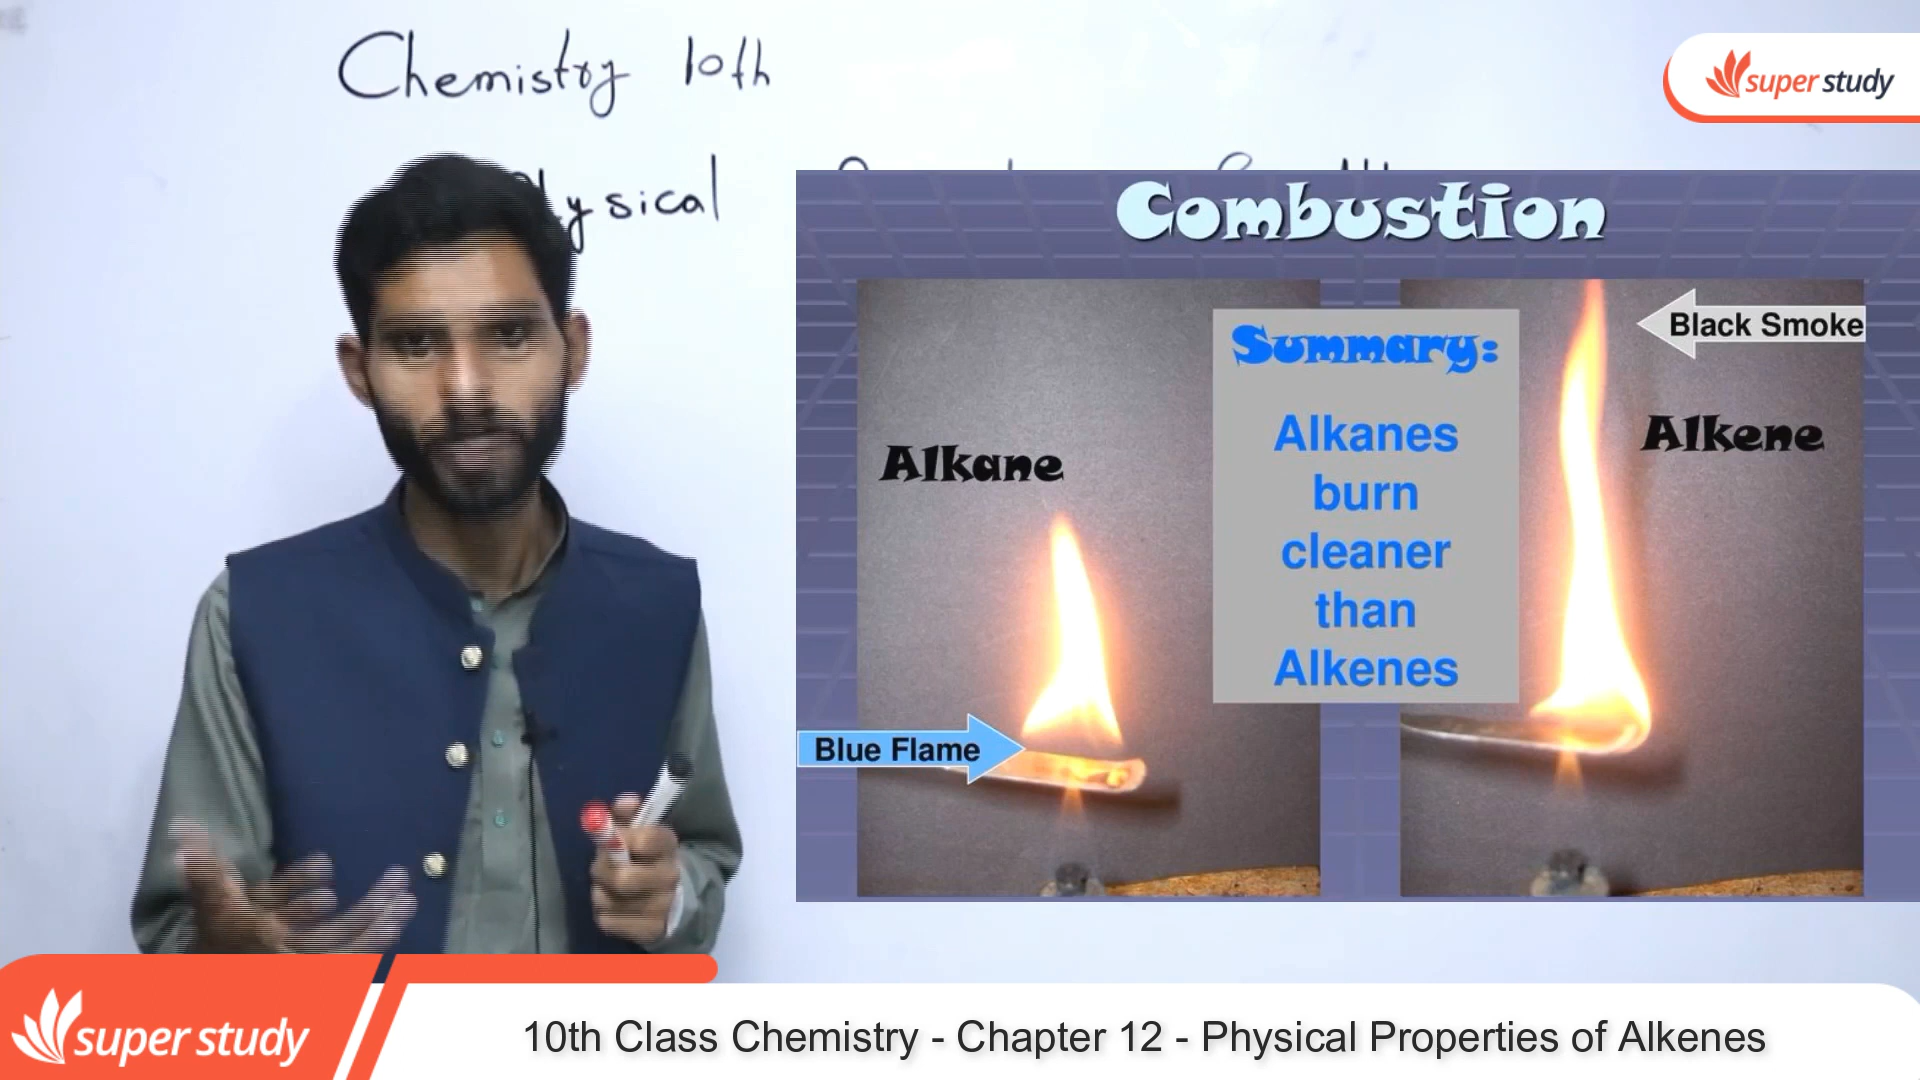 Chemistry 10th
super study
Physical
Combustion
Summary:
Alkanes
burn
cleaner
than
Alkenes
Alkane
Blue Flame
Black Smoke
Alkene
super study
10th Class Chemistry - Chapter 12 - Physical Properties of Alkenes